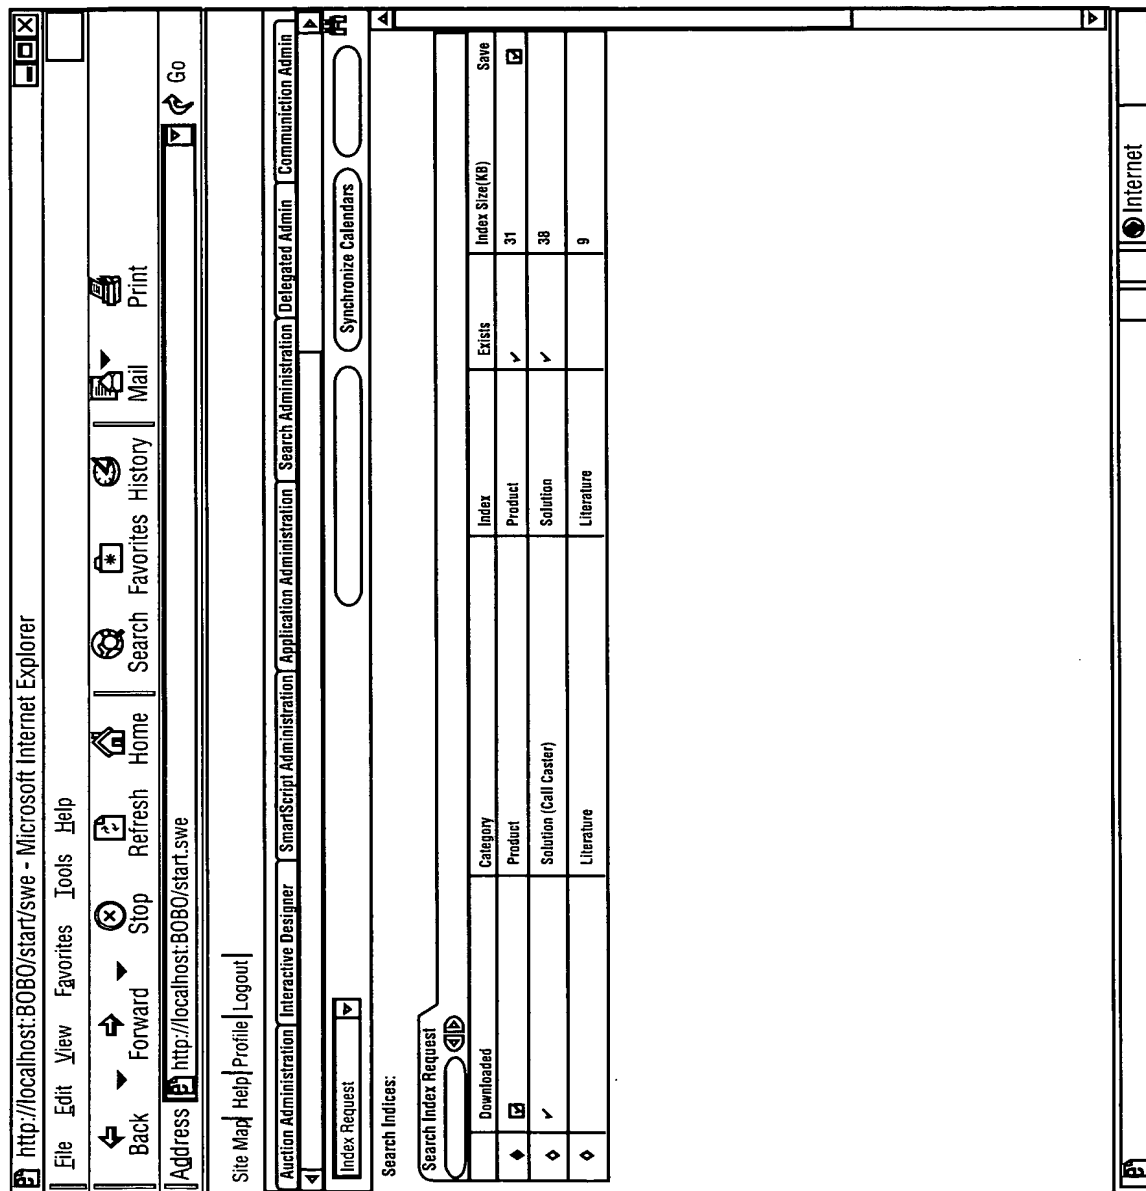 http://localhost:BOBO/start/swe - Microsoft Internet Explorer
File Edit View Favorites Tools Help
Back Forward Stop Refresh Home Search Favorites History Mail Print
Address http://localhost:BOBO/start.swe Go
Site Map| Help| Profile| Logout|
Auction Administration Interactive Designer SmartScript Administration Application Administration Search Administration Delegated Admin Communiction Admin
Index Request Synchronize Calendars
Search Indices:
Search Index Request
Downloaded Category Index Exists Index Size(KB) Save
Product Product 31
Solution (Call Caster) Solution 38
Literature Literature 9
Internet